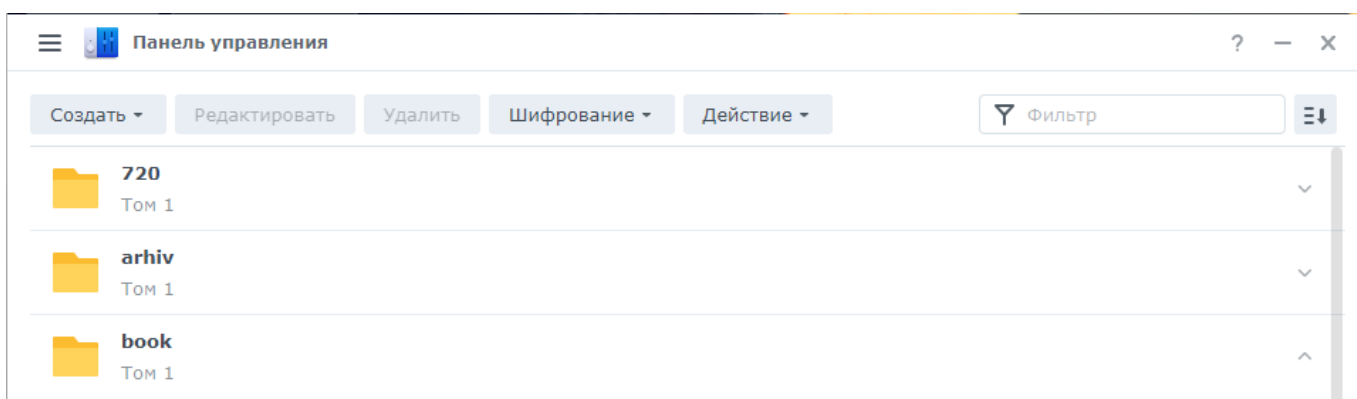 Панель управления
Создать Редактировать Удалить Шифрование Действие Фильтр
720
Том 1
arhiv
Том 1
book
Том 1